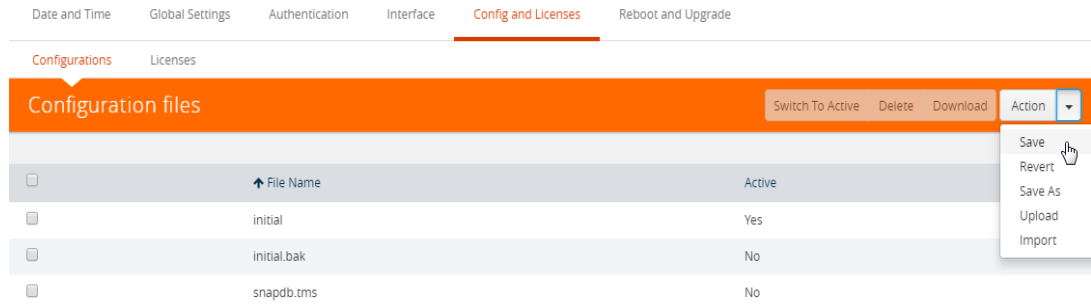 Date and Time Global Settings Authentication Interface Config and Licenses Reboot and Upgrade
Configurations Licenses
Configuration files Switch To Active Delete Download Action
Save
Revert
Save As
Upload
Import
File Name Active
initial Yes
initial.bak No
snapdb.tms No